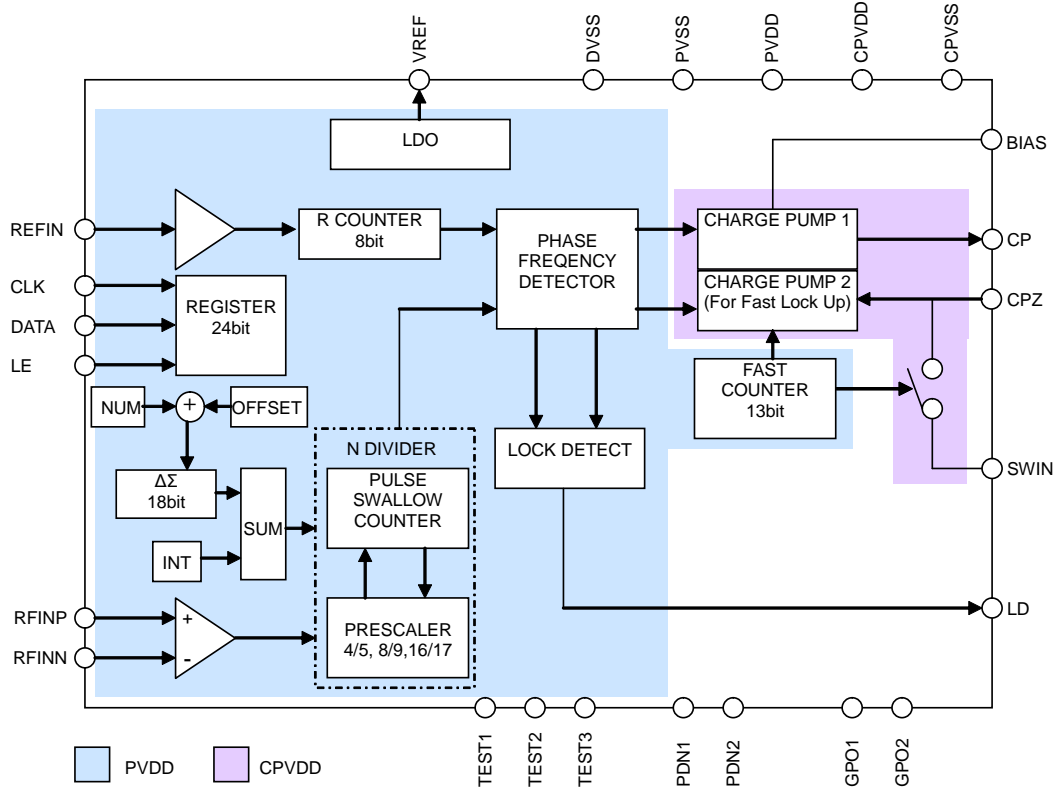 VREF
DVSS
PVSS
PVDD
CPVDD
CPVSS
LDO
BIAS
REFIN
R COUNTER
8bit
PHASE
FREQENCY
DETECTOR
CHARGE PUMP 1
CP
CHARGE PUMP 2
(For Fast Lock Up)
CPZ
CLK
DATA
LE
REGISTER
24bit
FAST
COUNTER
13bit
NUM
+
OFFSET
N DIVIDER
LOCK DETECT
ΔΣ
18bit
PULSE
SWALLOW
COUNTER
SWIN
SUM
INT
RFINP
RFINN
+
-
PRESCALER
4/5, 8/9,16/17
LD
TEST1
TEST2
TEST3
PDN1
PDN2
GPO1
GPO2
PVDD
CPVDD